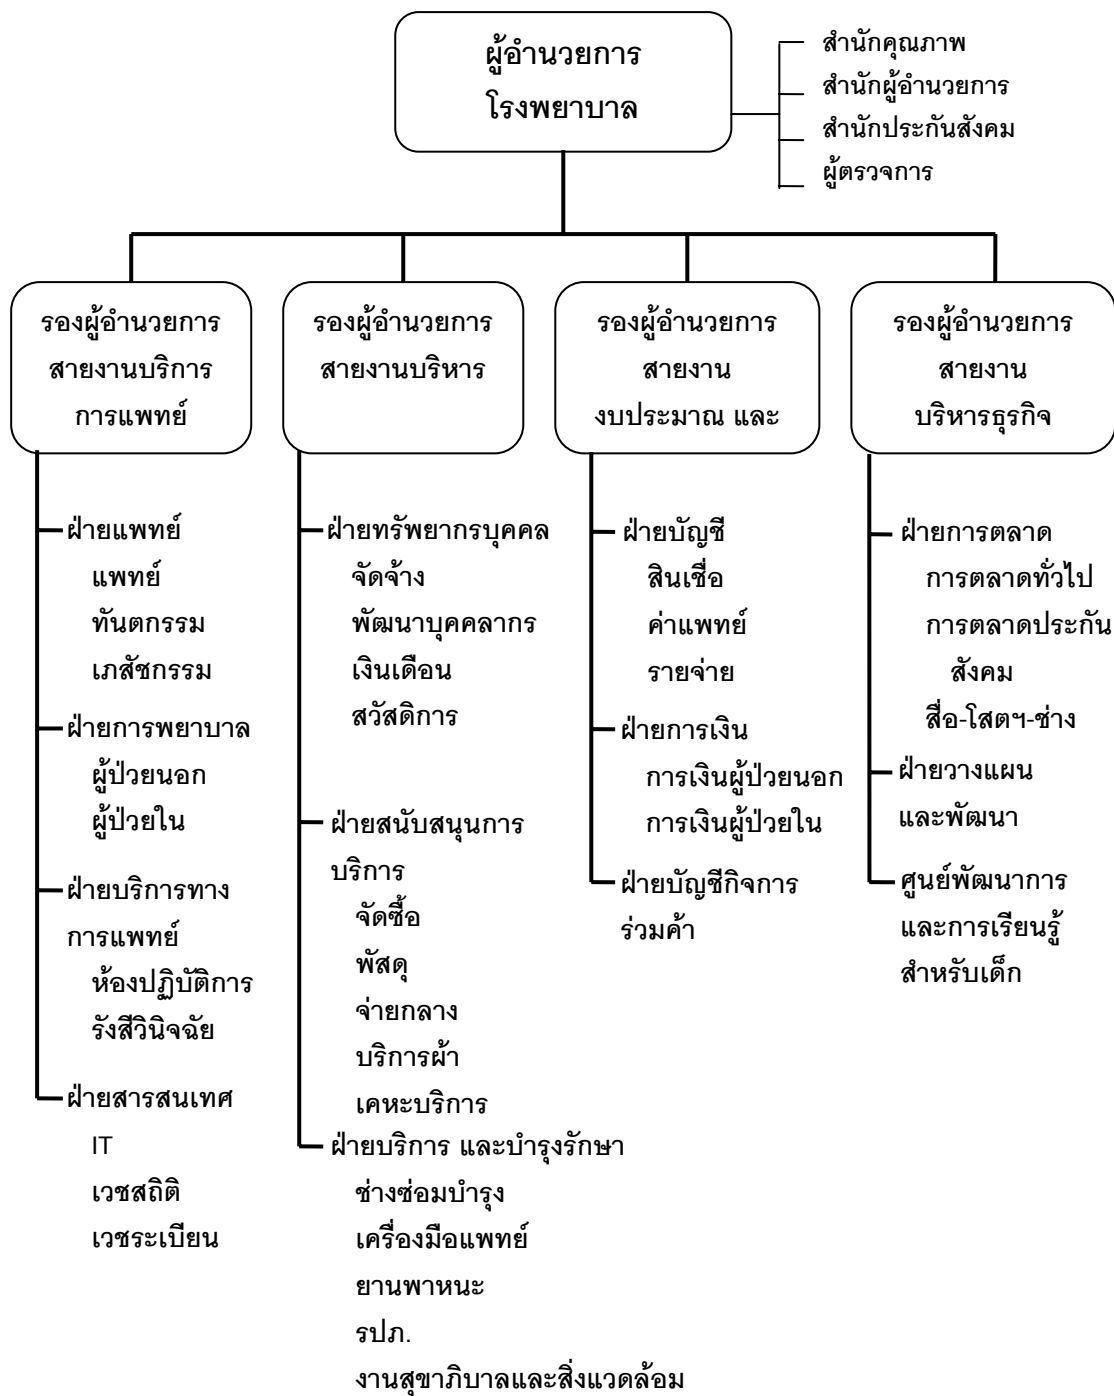 ผู้อำนวยการ
โรงพยาบาล
สำนักคุณภาพ
สำนักผู้อำนวยการ
สำนักประกันสังคม
ผู้ตรวจการ
รองผู้อำนวยการ
สายงานบริการ
การแพทย์
รองผู้อำนวยการ
สายงานบริหาร
รองผู้อำนวยการ
สายงาน
งบประมาณ และ
รองผู้อำนวยการ
สายงาน
บริหารธุรกิจ
ฝ่ายแพทย์
แพทย์
ทันตกรรม
เภสัชกรรม
ฝ่ายการพยาบาล
ผู้ป่วยนอก
ผู้ป่วยใน
ฝ่ายบริการทาง
การแพทย์
ห้องปฏิบัติการ
รังสีวินิจฉัย
ฝ่ายสารสนเทศ
IT
เวชสถิติ
เวชระเบียน
ฝ่ายทรัพยากรบุคคล
จัดจ้าง
พัฒนาบุคคลากร
เงินเดือน
สวัสดิการ
ฝ่ายสนับสนุนการ
บริการ
จัดซื้อ
พัสดุ
จ่ายกลาง
บริการผ้า
เคหะบริการ
ฝ่ายบริการ และบำรุงรักษา
ช่างซ่อมบำรุง
เครื่องมือแพทย์
ยานพาหนะ
รปภ.
งานสุขาภิบาลและสิ่งแวดล้อม
ฝ่ายบัญชี
สินเชื่อ
ค่าแพทย์
รายจ่าย
ฝ่ายการเงิน
การเงินผู้ป่วยนอก
การเงินผู้ป่วยใน
ฝ่ายบัญชีกิจการ
ร่วมค้า
ฝ่ายการตลาด
การตลาดทั่วไป
การตลาดประกัน
สังคม
สื่อ-โสตฯ-ช่าง
ฝ่ายวางแผน
และพัฒนา
ศูนย์พัฒนาการ
และการเรียนรู้
สำหรับเด็ก